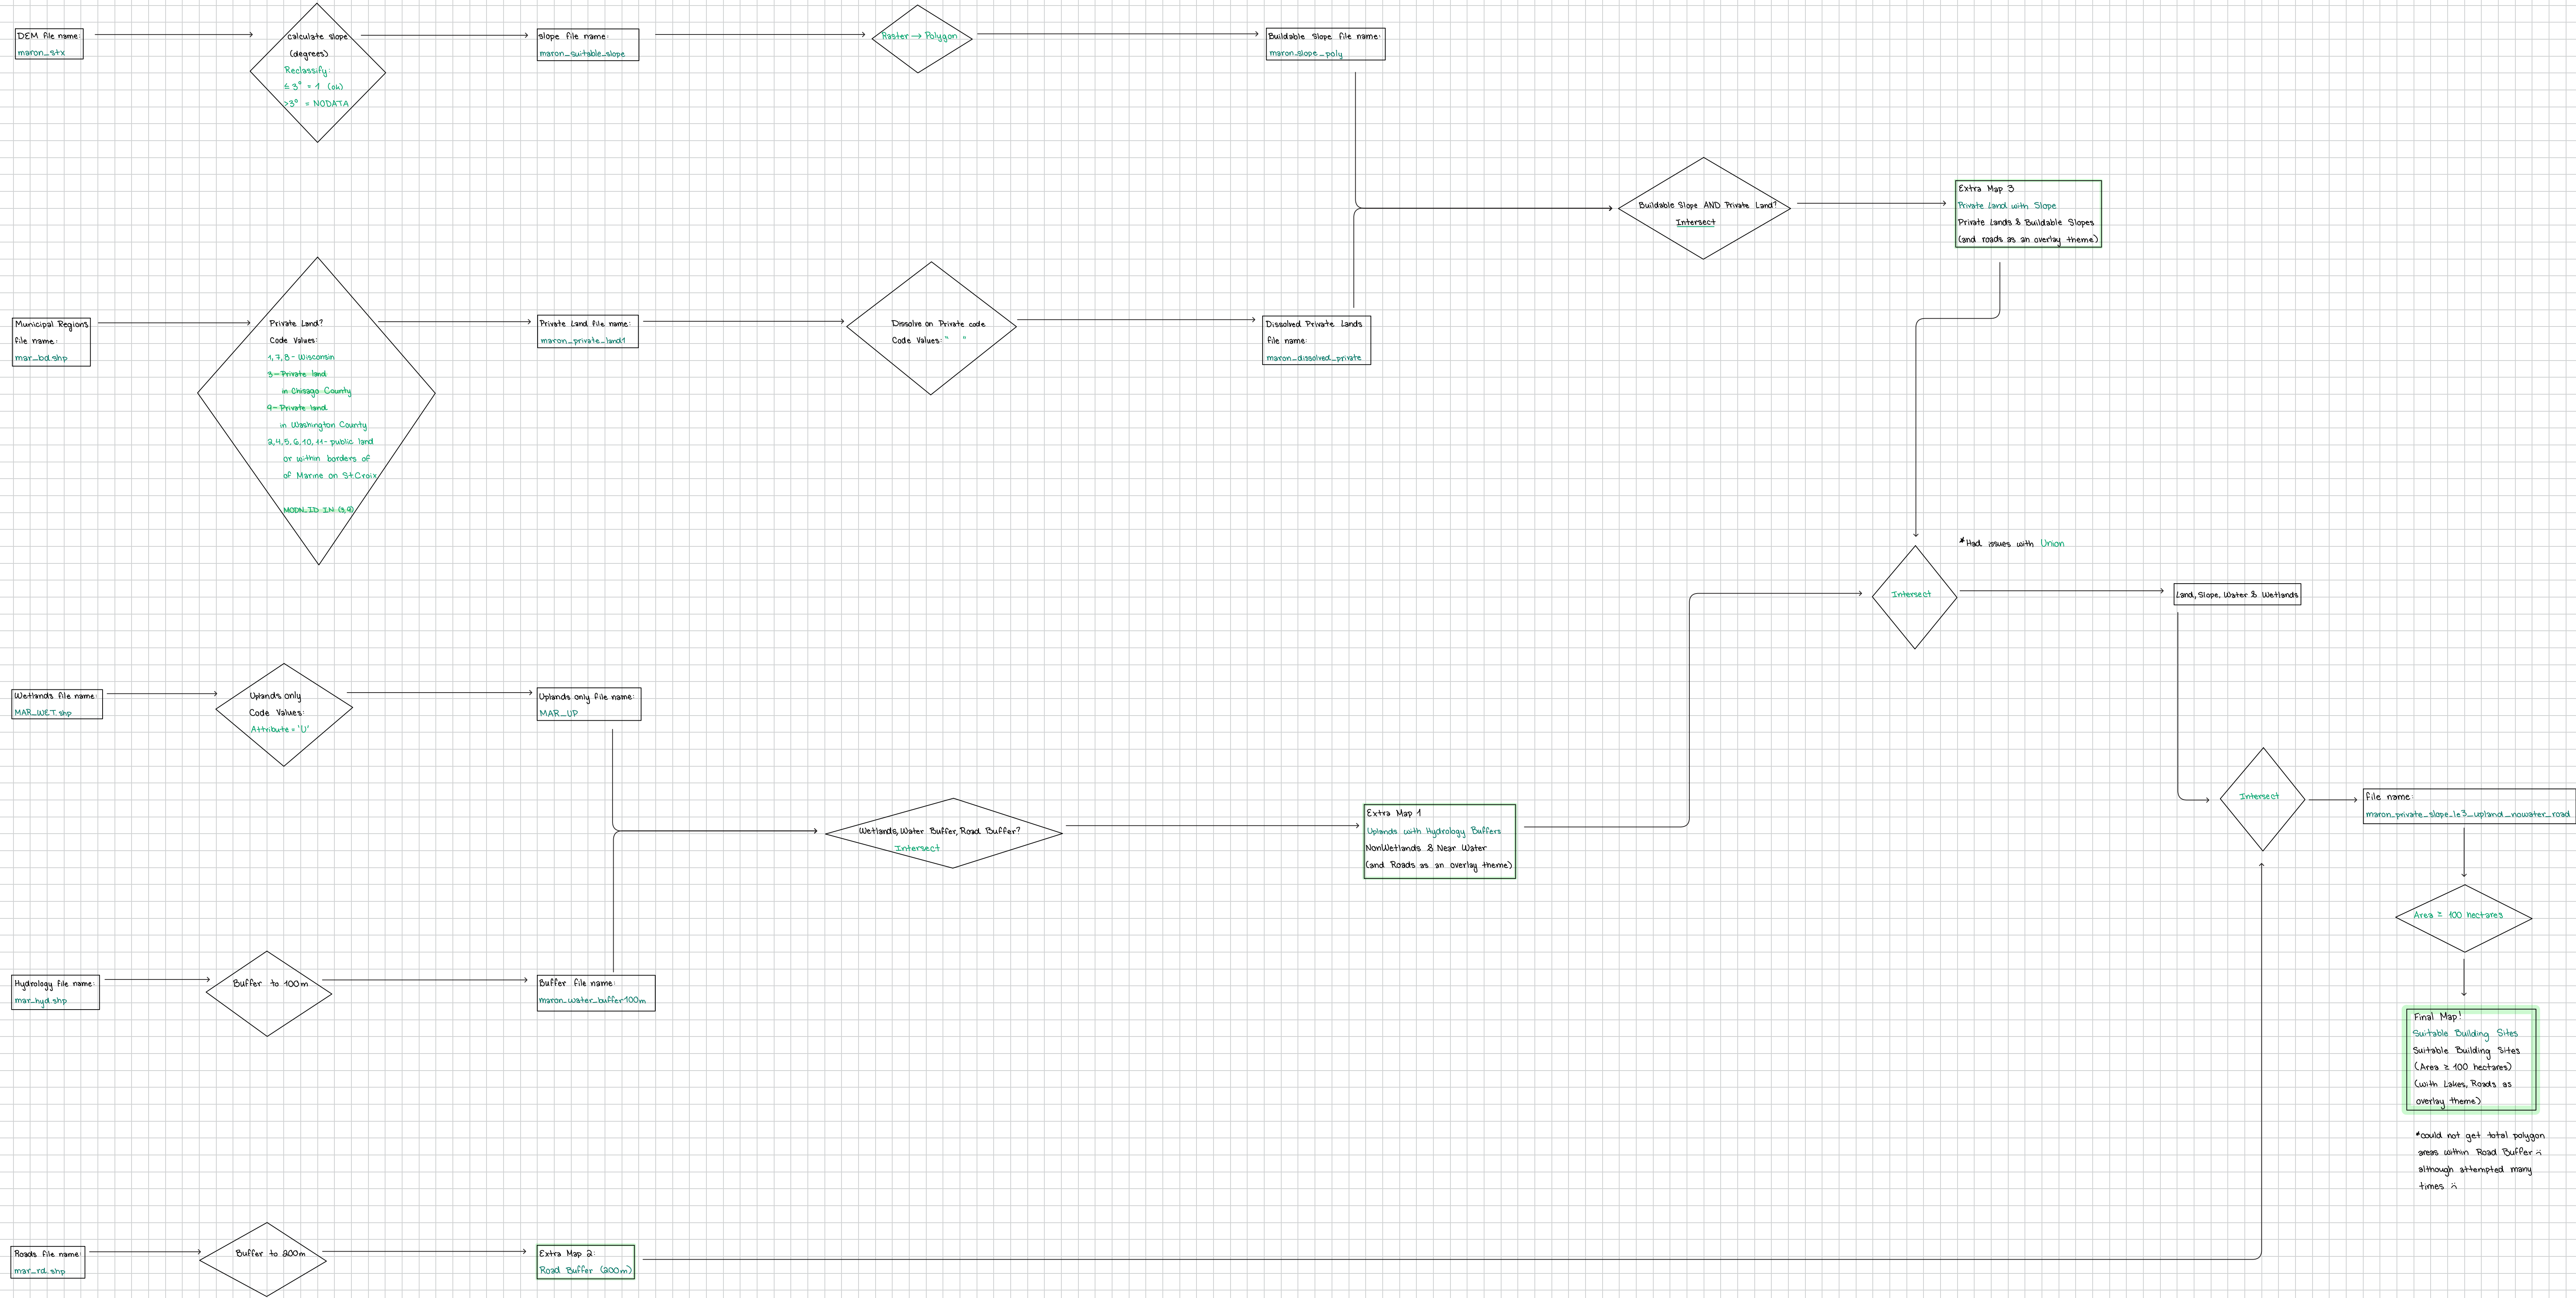 DEM file name:
maron_stx
calculate slope
(degrees)
Reclassify:
≤ 3° = 1 (ok)
>3° = NODATA
slope file name:
maron_suitable_slope
Raster → Polygon
Buildable Slope file name:
maron_slope_poly
Buildable Slope AND Private Land?
Intersect
Extra Map 3
Private Land with Slope
Private Lands & Buildable Slopes
(and roads as an overlay theme)
Municipal Regions
file name:
mar_bd.shp
Private Land?
Code Values:
1, 7, 8 - Wisconsin
3 - Private land
in Chisago County
9 - Private land
in Washington County
2, 4, 5, 6, 10, 11 - public land
or within borders of
of Marine on St.Croix
MODN_ID IN (3,9)
Private Land file name:
maron_private_land1
Dissolve on Private code
Code Values: " "
Dissolved Private Lands
file name:
maron_dissolved_private
*Had issues with Union
Intersect
Land, Slope, Water & Wetlands
Wetlands file name:
MAR_WET.shp
Uplands only
Code Values:
Attribute = 'U'
Uplands only file name:
MAR_UP
Wetlands, Water Buffer, Road Buffer?
Intersect
Extra Map 1
Uplands with Hydrology Buffers
NonWetlands & Near Water
(and Roads as an overlay theme)
Intersect
file name:
maron_private_slope_le3_upland_nowater_road
Area ≥ 100 hectares
Hydrology file name:
mar_hyd.shp
Buffer to 100m
Buffer file name:
maron_water_buffer100m
Final Map!
Suitable Building Sites
Suitable Building Sites
(Area ≥ 100 hectares)
(with Lakes, Roads as
overlay theme)
*could not get total polygon
areas within Road Buffer
although attempted many
times
Roads file name:
mar_rd.shp
Buffer to 200m
Extra Map 2:
Road Buffer (200m)